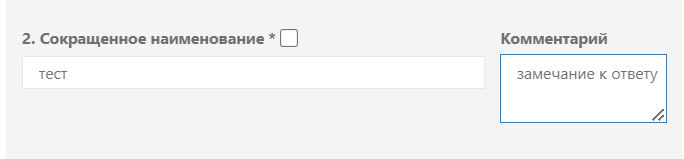 2. Сокращенное наименование *
Комментарий
тест
замечание к ответу